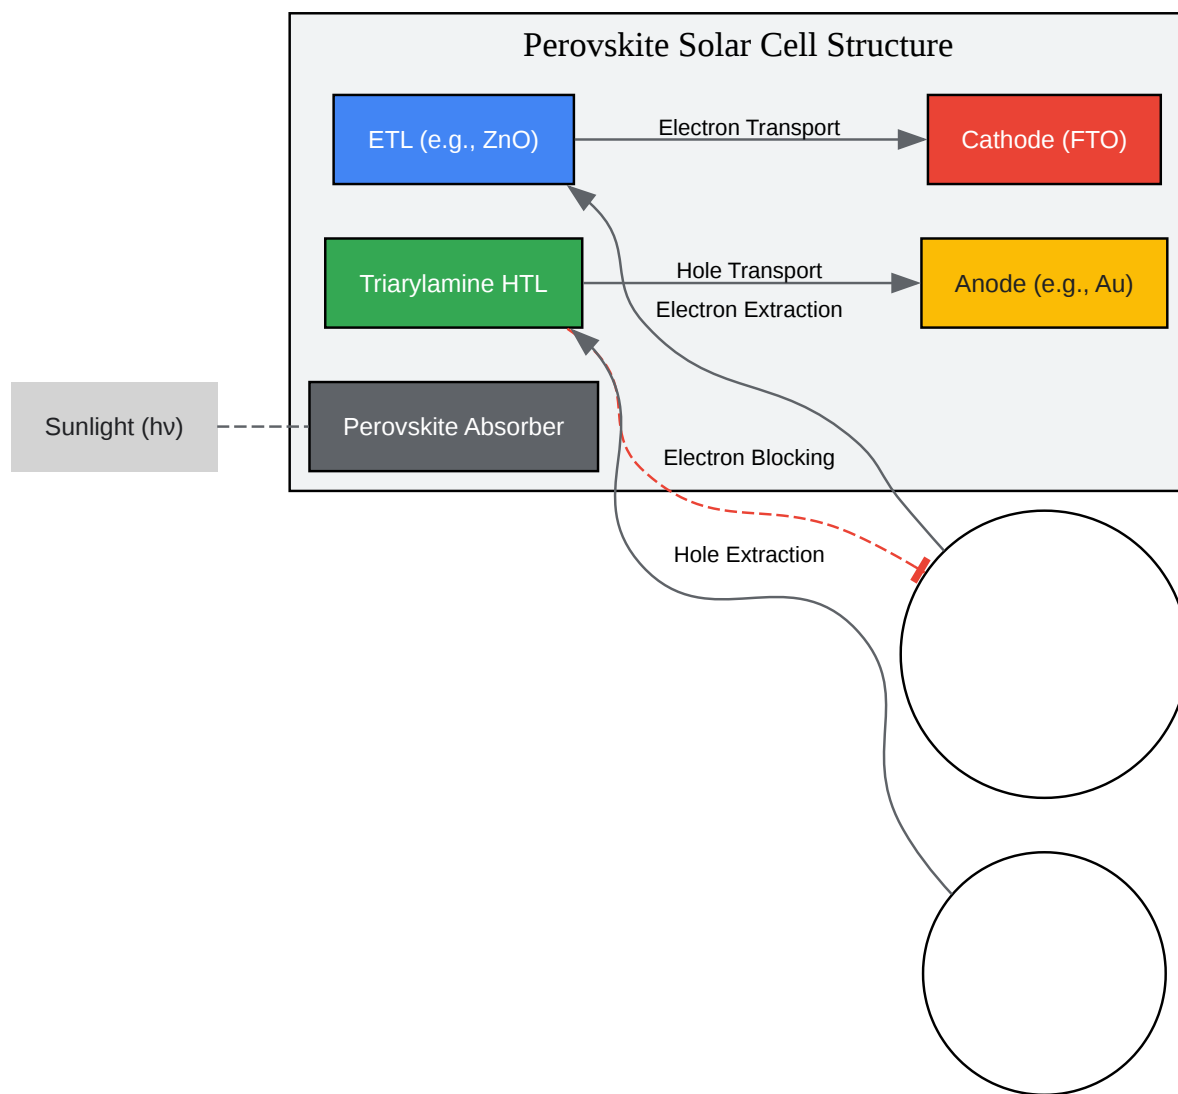 Perovskite Solar Cell Structure
ETL (e.g., ZnO)
Electron Transport
Cathode (FTO)
Triarylamine HTL
Hole Transport
Anode (e.g., Au)
Electron Extraction
Sunlight (hν)
Perovskite Absorber
Electron Blocking
Hole Extraction